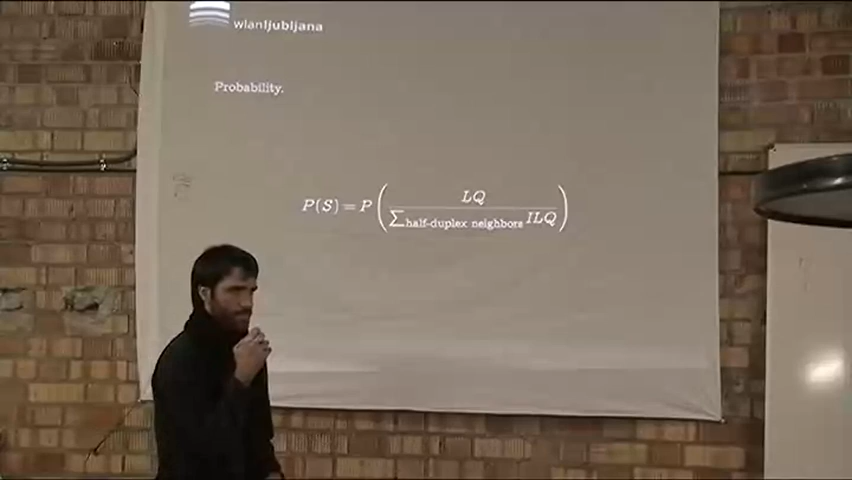 wlanljubljana
Probability.
P(S) = P ( LQ / ∑half-duplex neighbors ILQ )